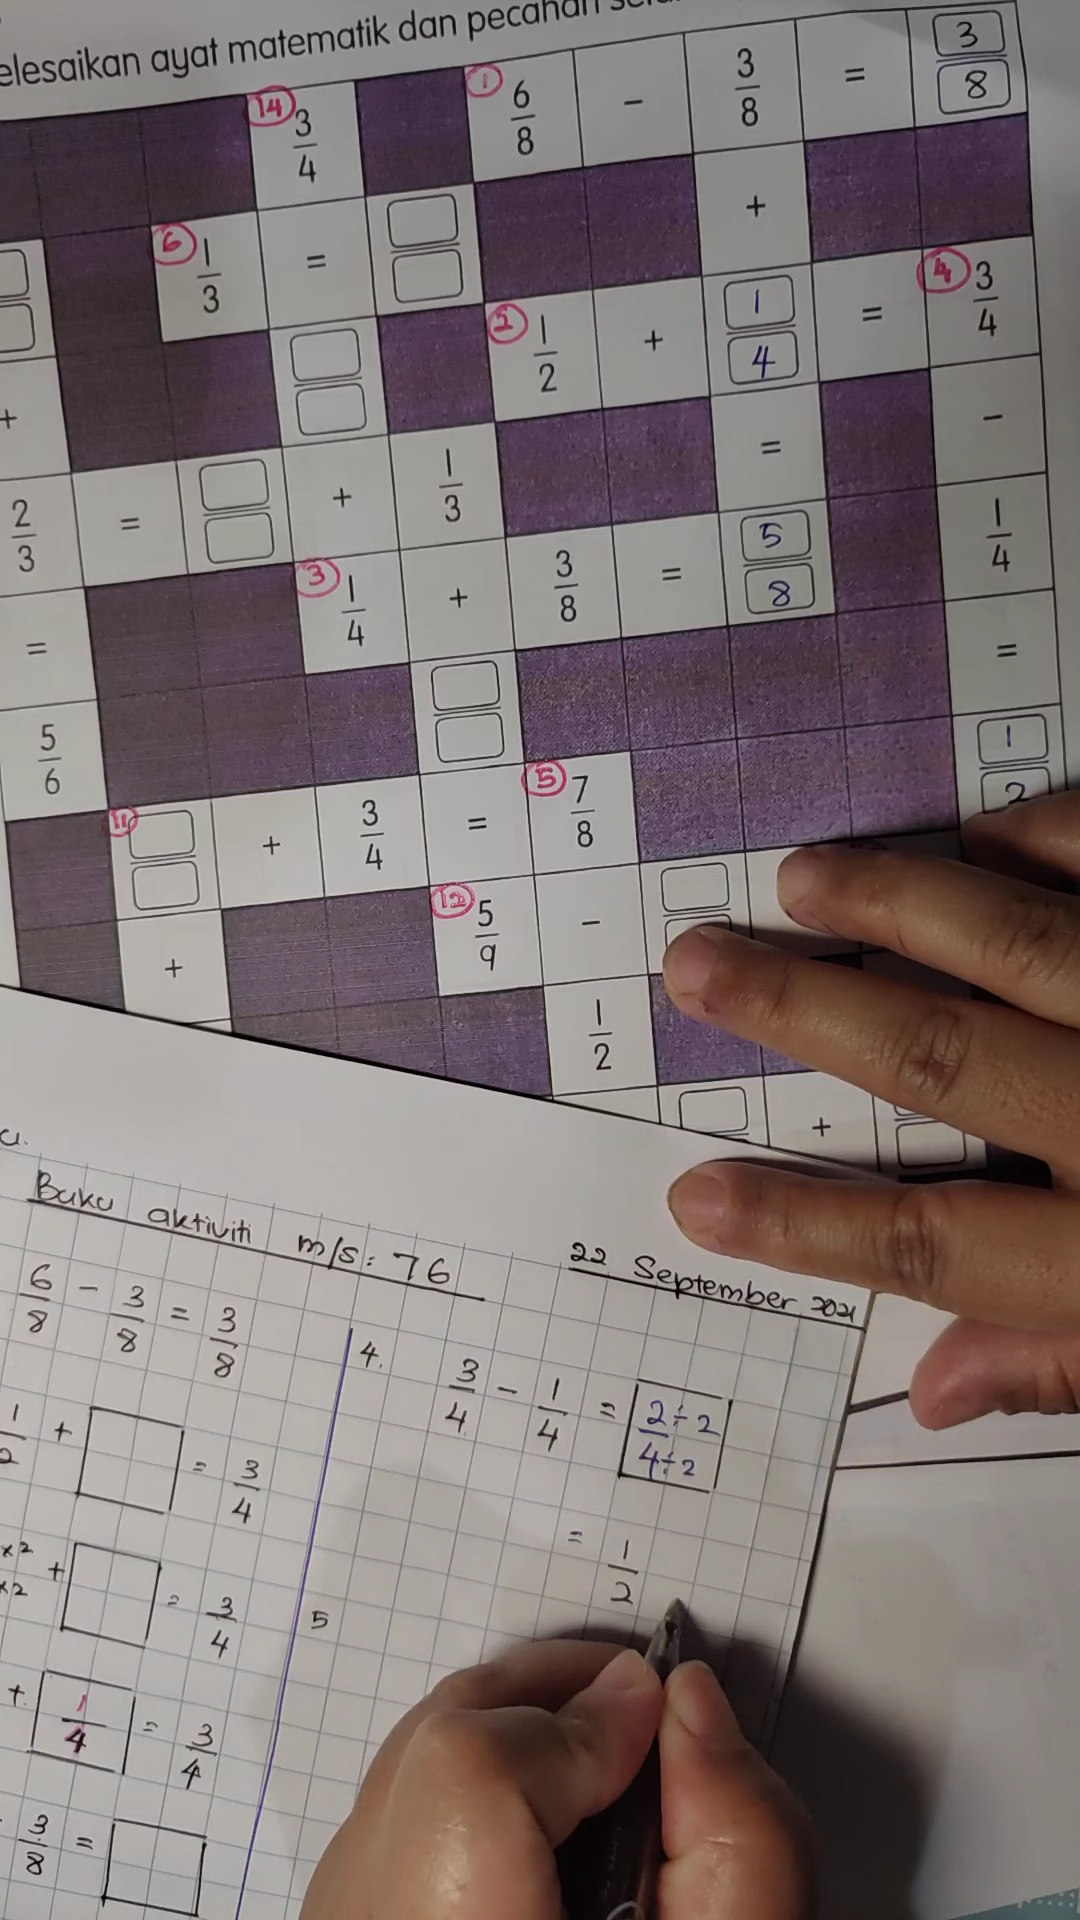 elesaikan ayat matematik dan pecahan
14 3/4 1 6/8 − 3/8 = 3/8
6 1/3 = +
2 1/2 + 1/4 = 4 3/4
+ = −
2/3 = + 1/3 1/4
3 1/4 + 3/8 = 5/8
= =
5/6 1/2
11 + 3/4 = 5 7/8
12 5/9 −
+
1/2
+
Buku aktiviti m/s: 76
22 September 2021
6/8 − 3/8 = 3/8
1/2 + = 3/4
×2 ×2 + = 3/4
+ 1/4 = 3/4
3/8 =
4. 3/4 − 1/4 = 2÷2/4÷2
= 1/2
5